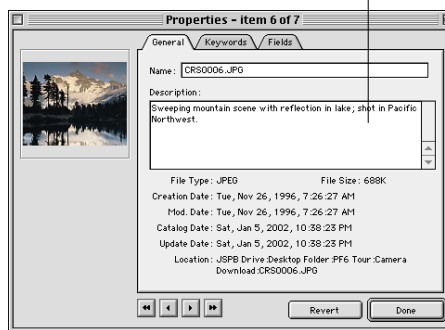 Properties - item 6 of 7
General Keywords Fields
Name: CRS0006.JPG
Description:
Sweeping mountain scene with reflection in lake; shot in Pacific
Northwest.
File Type: JPEG File Size: 688K
Creation Date: Tue, Nov 26, 1996, 7:26:27 AM
Mod. Date: Tue, Nov 26, 1996, 7:26:27 AM
Catalog Date: Sat, Jan 5, 2002, 10:38:23 PM
Update Date: Sat, Jan 5, 2002, 10:38:23 PM
Location: JSPB Drive:Desktop Folder:PF6 Tour:Camera
Download:CRS0006.JPG
Revert Done